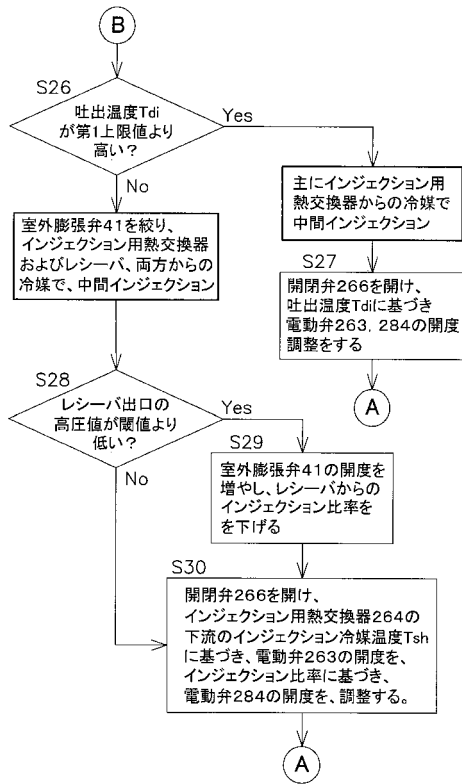 B
S26
吐出温度Tdi
が第1上限値より
高い?
Yes
No
主にインジェクション用
熱交換器からの冷媒で
中間インジェクション
室外膨張弁41を絞り、
インジェクション用熱交換器
およびレシーバ、両方からの
冷媒で、中間インジェクション
S27
開閉弁266を開け、
吐出温度Tdiに基づき
電動弁263, 284の開度
調整をする
A
S28
レシーバ出口の
高圧値が閾値より
低い?
Yes
No
S29
室外膨張弁41の開度を
増やし、レシーバからの
インジェクション比率を
を下げる
S30
開閉弁266を開け、
インジェクション用熱交換器264の
下流のインジェクション冷媒温度Tsh
に基づき、電動弁263の開度を、
インジェクション比率に基づき、
電動弁284の開度を、調整する。
A